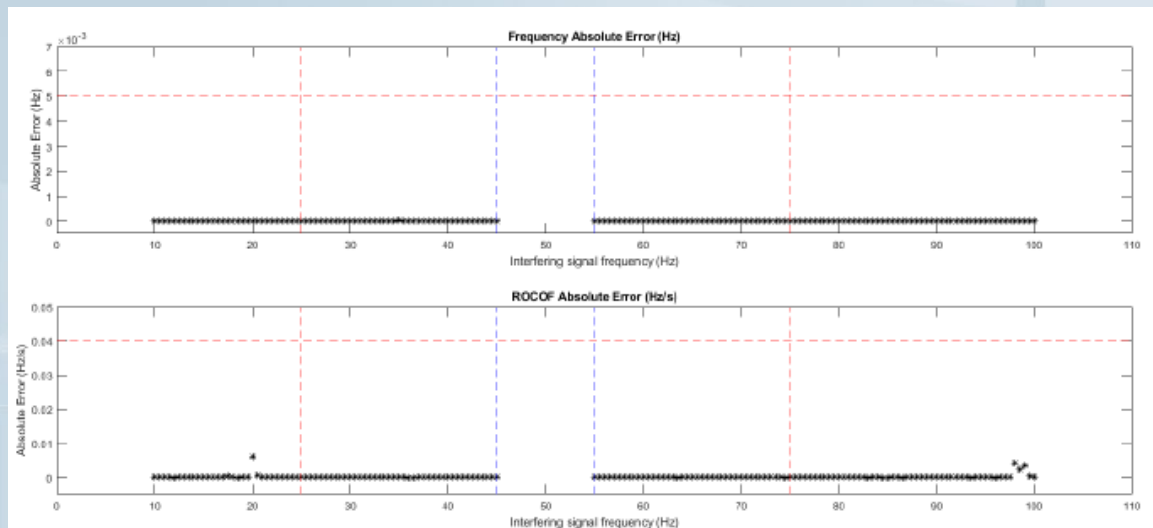 ×10⁻³
Frequency Absolute Error (Hz)
7
6
5
4
3
2
1
0
Absolute Error (Hz)
0 10 20 30 40 50 60 70 80 90 100 110
Interfering signal frequency (Hz)
ROCOF Absolute Error (Hz/s)
0.05
0.04
0.03
0.02
0.01
0
Absolute Error (Hz/s)
0 10 20 30 40 50 60 70 80 90 100 110
Interfering signal frequency (Hz)